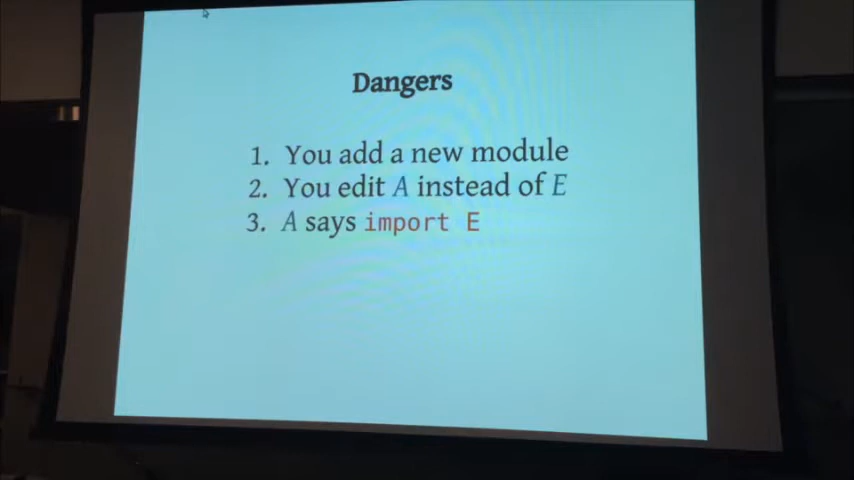 Dangers
1. You add a new module
2. You edit A instead of E
3. A says import E